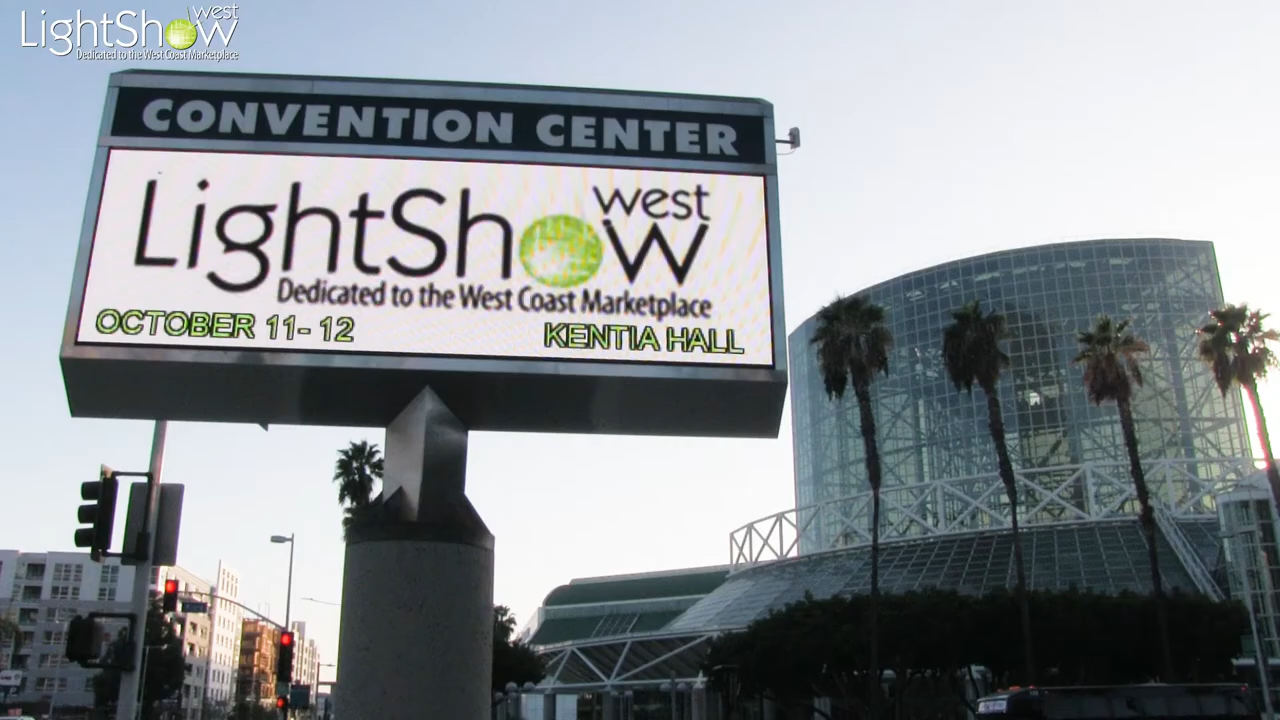 LightShow west
Dedicated to the West Coast Marketplace
CONVENTION CENTER
LightShow west
Dedicated to the West Coast Marketplace
OCTOBER 11-12 KENTIA HALL